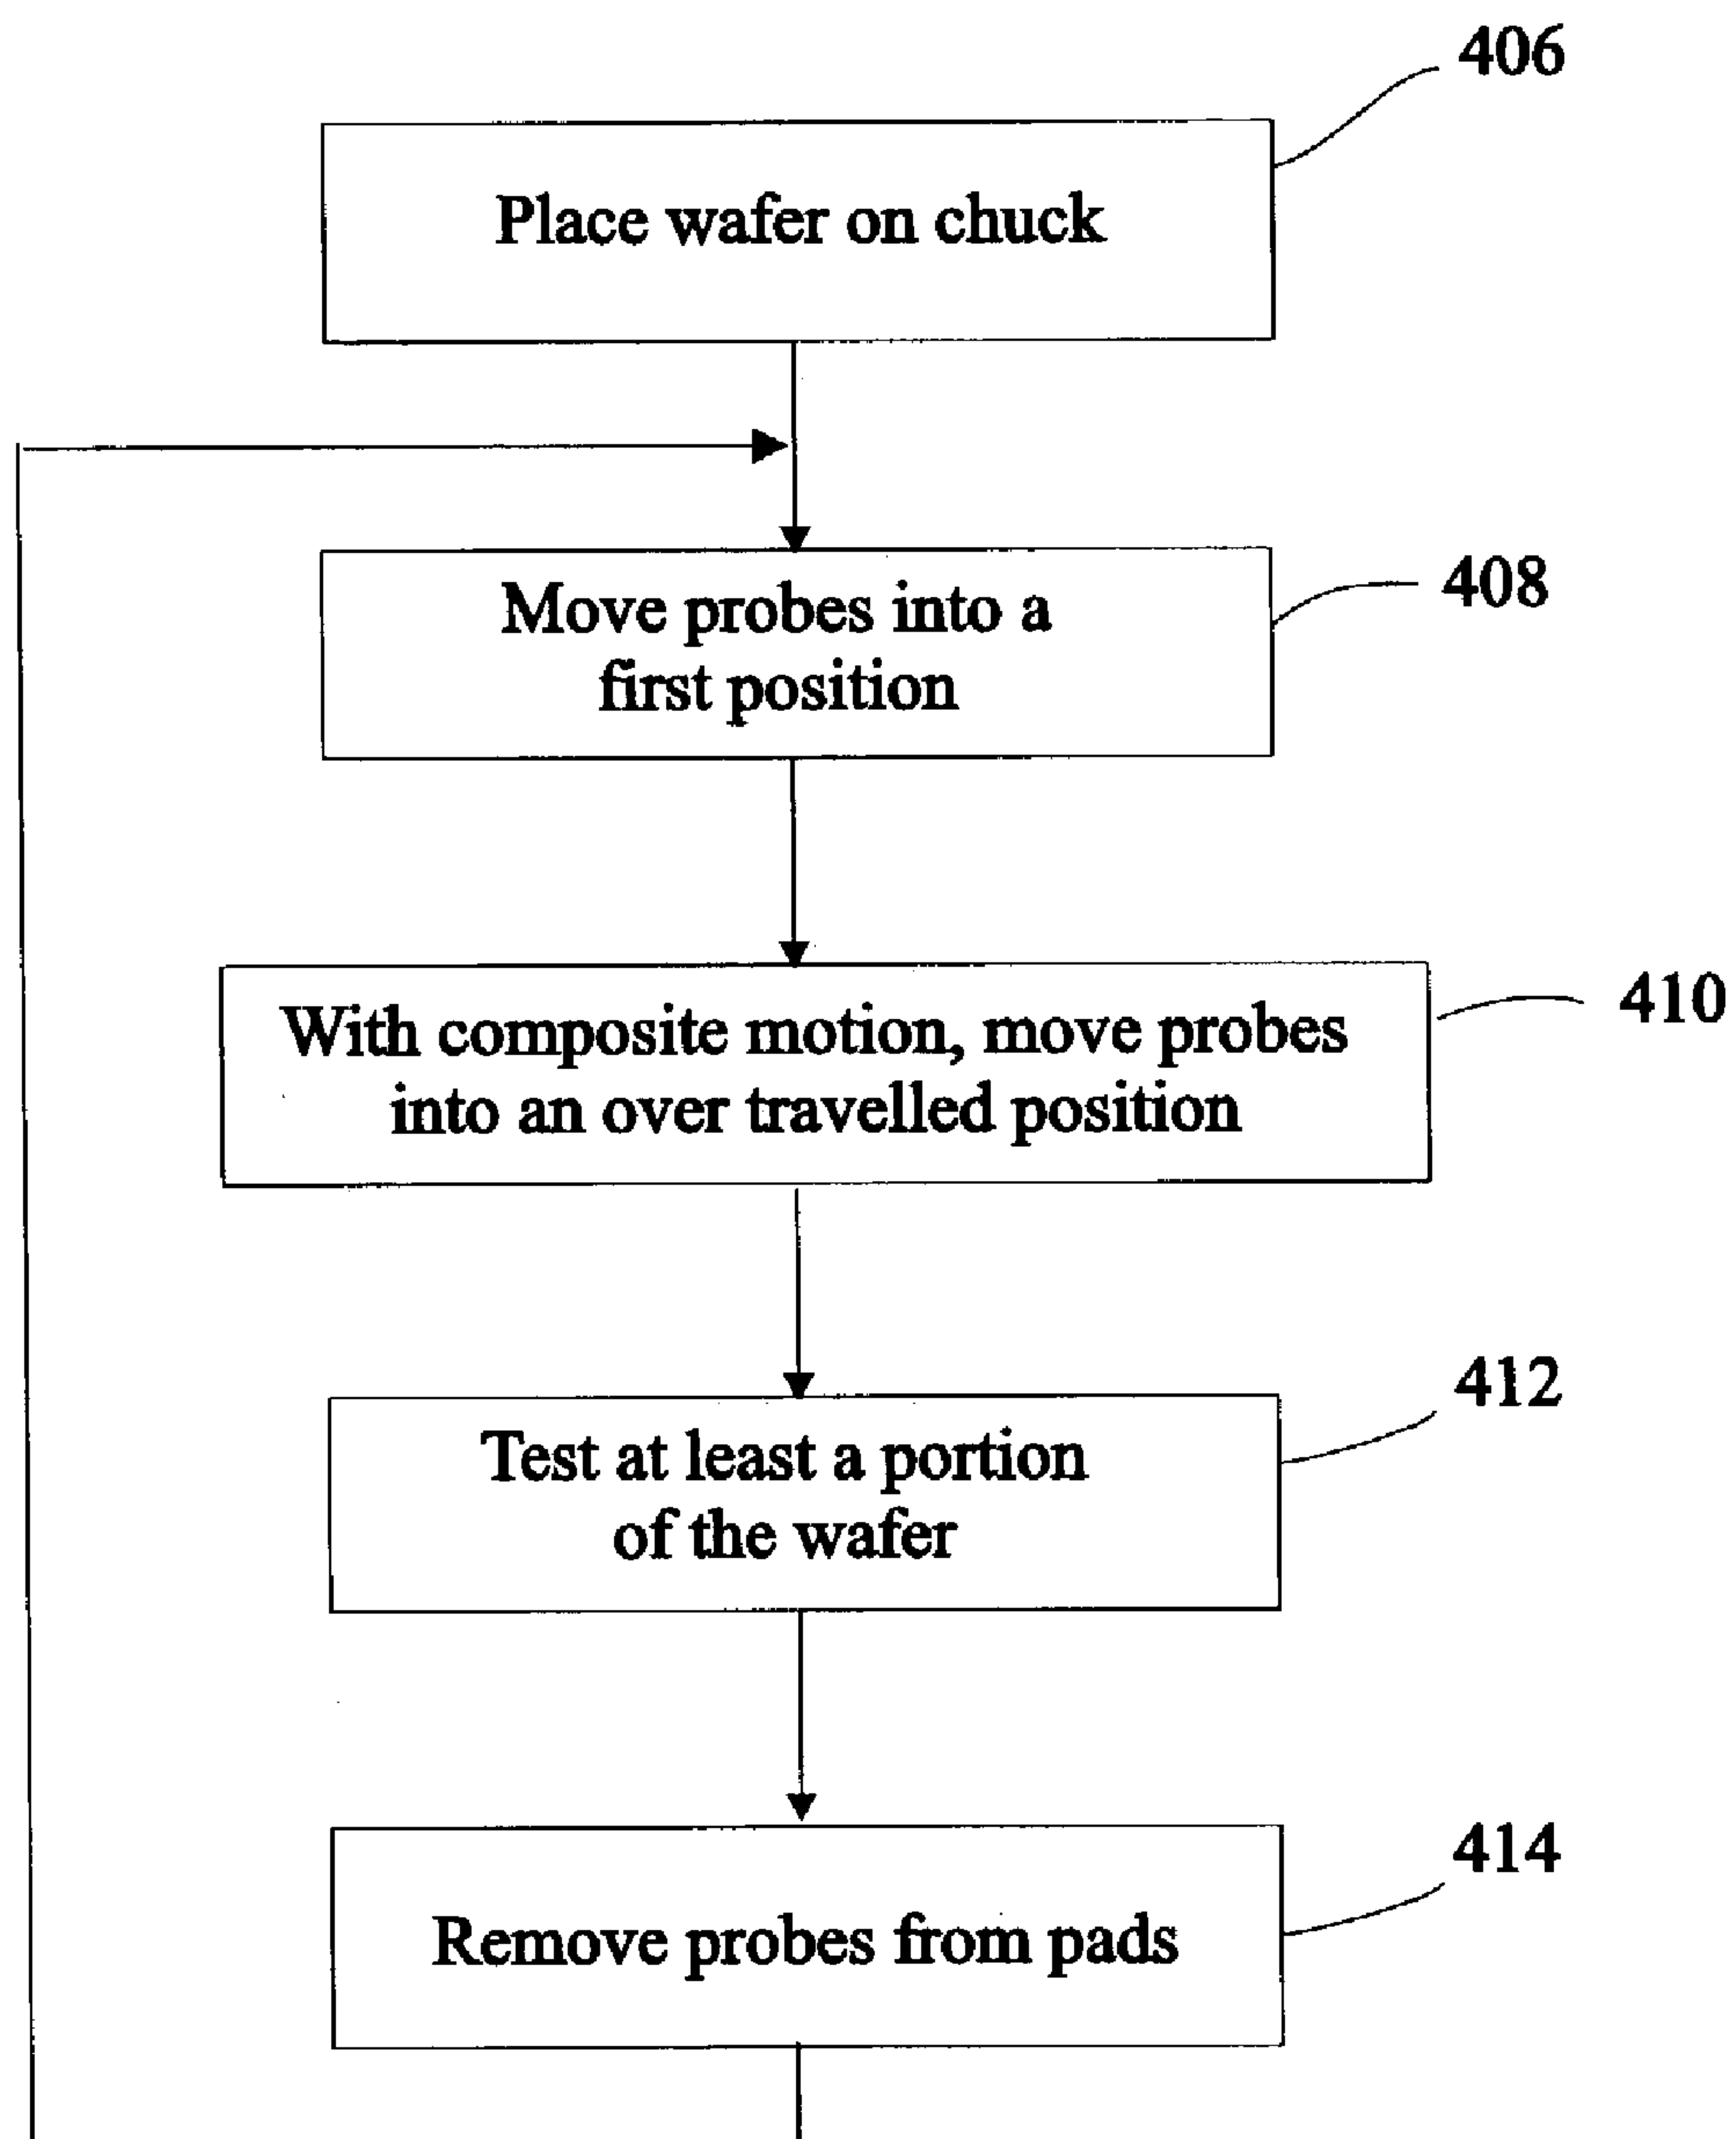 406
Place wafer on chuck
408
Move probes into a
first position
410
With composite motion, move probes
into an over travelled position
412
Test at least a portion
of the wafer
414
Remove probes from pads